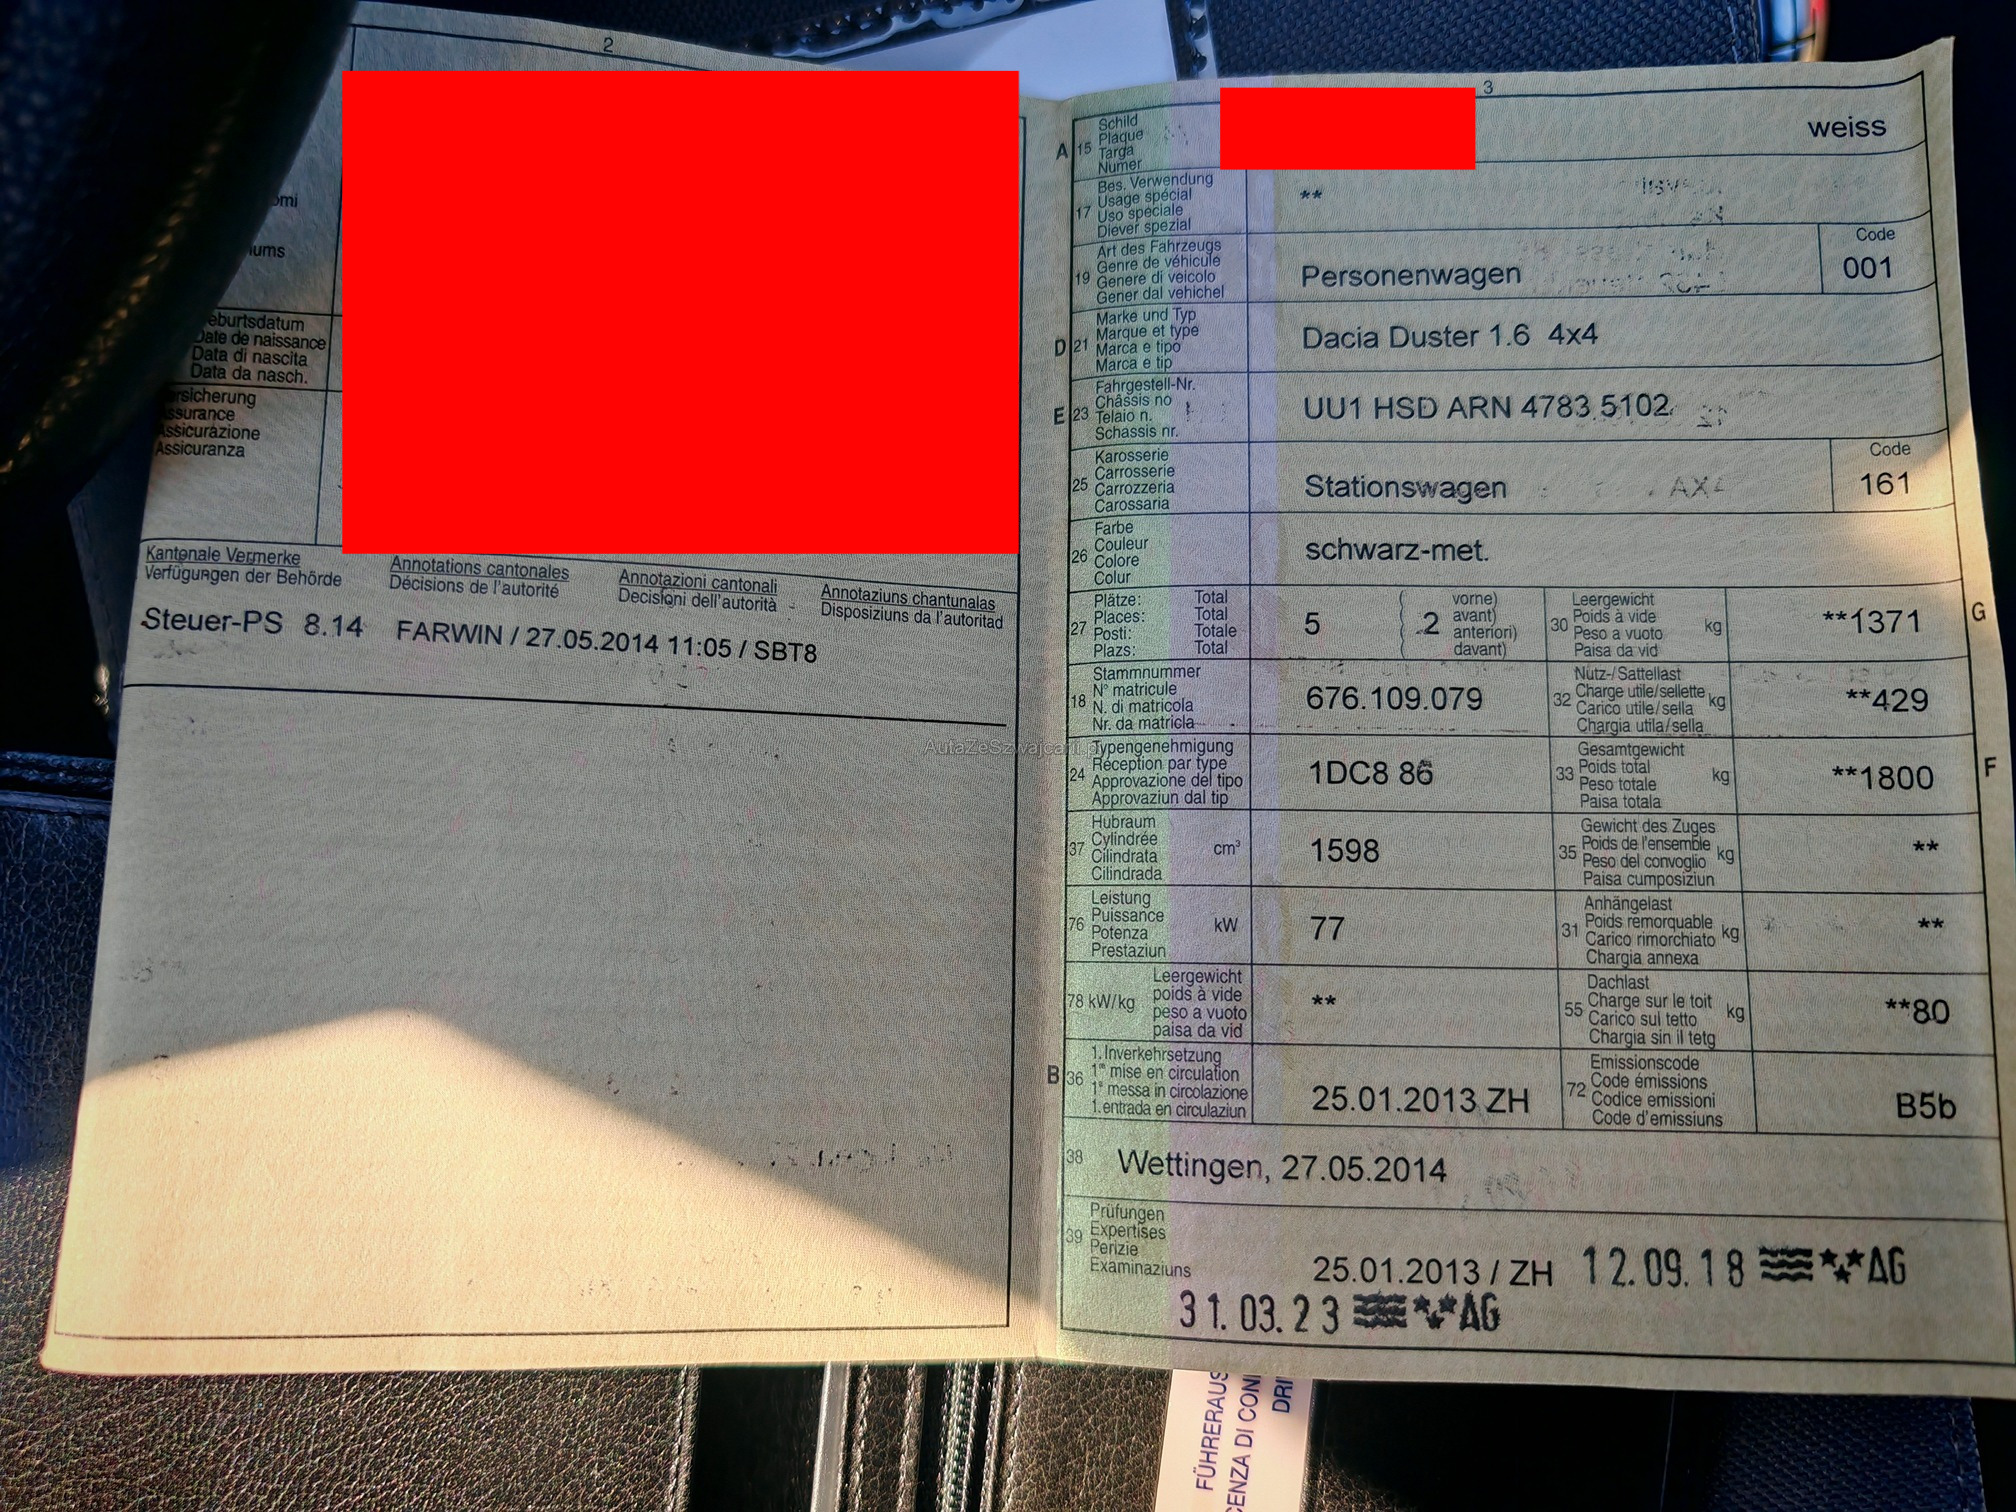 2
omi
ums
eburtsdatum
Date de naissance
Data di nascita
Data da nasch.
rsicherung
ssurance
Assicurazione
Assicuranza
Kantonale Vermerke
Verfügungen der Behörde
Annotations cantonales
Décisions de l'autorité
Annotazioni cantonali
Decisioni dell'autorità
Annotaziuns chantunalas
Disposiziuns da l'autoritad
Steuer-PS 8.14 FARWIN / 27.05.2014 11:05 / SBT8
3
A 15 Schild
Plaque
Targa
Numer
weiss
17 Bes. Verwendung
Usage spécial
Uso speciale
Diever spezial
**
19 Art des Fahrzeugs
Genre de véhicule
Genere di veicolo
Gener dal vehichel
Personenwagen
Code
001
D 21 Marke und Typ
Marque et type
Marca e tipo
Marca e tip
Dacia Duster 1.6 4x4
E 23 Fahrgestell-Nr.
Châssis no
Telaio n.
Schassis nr.
UU1 HSD ARN 4783 5102
25 Karosserie
Carrosserie
Carrozzeria
Carossaria
Stationswagen
Code
161
26 Farbe
Couleur
Colore
Colur
schwarz-met.
27 Plätze: Total
Places: Total
Posti: Totale
Plazs: Total
5
( 2 vorne)
( avant)
( anteriori)
( davant)
30 Leergewicht
Poids à vide
Peso a vuoto
Paisa da vid
kg
**1371
G
18 Stammnummer
N° matricule
N. di matricola
Nr. da matricla
676.109.079
32 Nutz-/Sattellast
Charge utile/sellette
Carico utile/sella
Chargia utila/sella
kg
**429
24 Typengenehmigung
Réception par type
Approvazione del tipo
Approvaziun dal tip
1DC8 86
33 Gesamtgewicht
Poids total
Peso totale
Paisa totala
kg
**1800
F
37 Hubraum
Cylindrée
Cilindrata
Cilindrada
cm³
1598
35 Gewicht des Zuges
Poids de l'ensemble
Peso del convoglio
Paisa cumposiziun
kg
**
76 Leistung
Puissance
Potenza
Prestaziun
kW
77
31 Anhängelast
Poids remorquable
Carico rimorchiato
Chargia annexa
kg
**
78 kW/kg Leergewicht
poids à vide
peso a vuoto
paisa da vid
**
55 Dachlast
Charge sur le toit
Carico sul tetto
Chargia sin il tetg
kg
**80
B 36 1. Inverkehrsetzung
1re mise en circulation
1a messa in circolazione
1. entrada en circulaziun
25.01.2013 ZH
72 Emissionscode
Code émissions
Codice emissioni
Code d'emissiuns
B5b
38 Wettingen, 27.05.2014
39 Prüfungen
Expertises
Perizie
Examinaziuns
25.01.2013 / ZH 12.09.18 AG
31.03.23 AG
AutaZeSzwajcarii.pl
FÜHRERAUS
CENZA DI CON
DRI